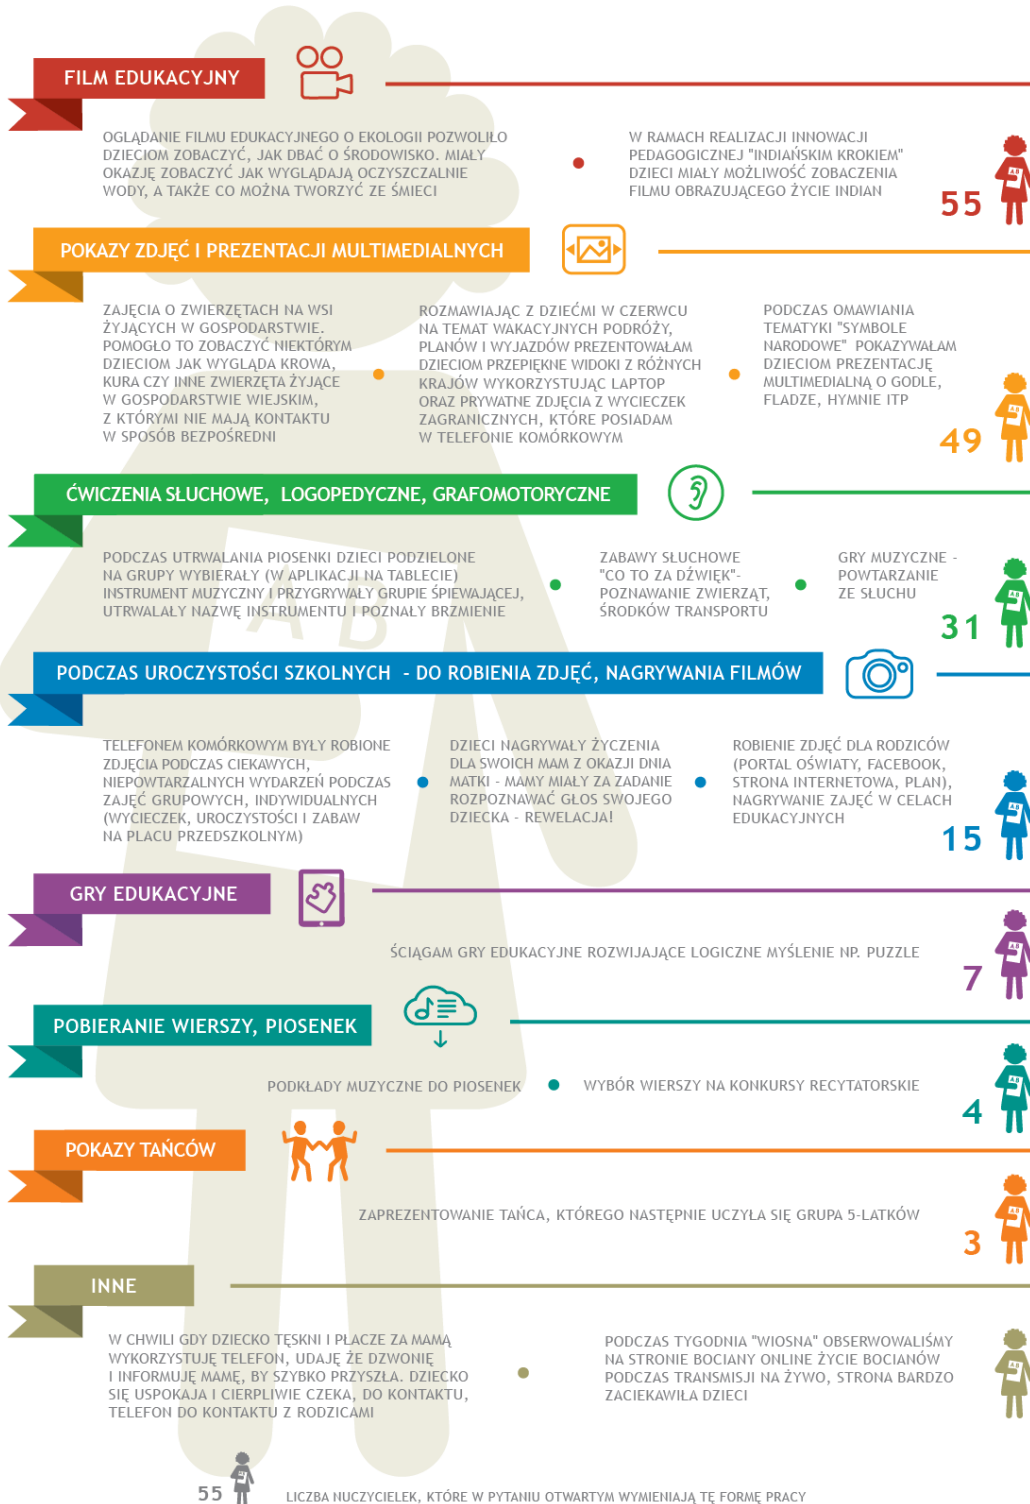 FILM EDUKACYJNY
OGLĄDANIE FILMU EDUKACYJNEGO O EKOLOGII POZWOLIŁO
DZIECIOM ZOBACZYĆ, JAK DBAĆ O ŚRODOWISKO. MIAŁY
OKAZJĘ ZOBACZYĆ JAK WYGLĄDAJĄ OCZYSZCZALNIE
WODY, A TAKŻE CO MOŻNA TWORZYĆ ZE ŚMIECI
W RAMACH REALIZACJI INNOWACJI
PEDAGOGICZNEJ "INDIAŃSKIM KROKIEM"
DZIECI MIAŁY MOŻLIWOŚĆ ZOBACZENIA
FILMU OBRAZUJĄCEGO ŻYCIE INDIAN
AB
55
POKAZY ZDJĘĆ I PREZENTACJI MULTIMEDIALNYCH
ZAJĘCIA O ZWIERZĘTACH NA WSI
ŻYJĄCYCH W GOSPODARSTWIE.
POMOGŁO TO ZOBACZYĆ NIEKTÓRYM
DZIECIOM JAK WYGLĄDA KROWA,
KURA CZY INNE ZWIERZĘTA ŻYJĄCE
W GOSPODARSTWIE WIEJSKIM,
Z KTÓRYMI NIE MAJĄ KONTAKTU
W SPOSÓB BEZPOŚREDNI
ROZMAWIAJĄC Z DZIEĆMI W CZERWCU
NA TEMAT WAKACYJNYCH PODRÓŻY,
PLANÓW I WYJAZDÓW PREZENTOWAŁAM
DZIECIOM PRZEPIĘKNE WIDOKI Z RÓŻNYCH
KRAJÓW WYKORZYSTUJĄC LAPTOP
ORAZ PRYWATNE ZDJĘCIA Z WYCIECZEK
ZAGRANICZNYCH, KTÓRE POSIADAM
W TELEFONIE KOMÓRKOWYM
PODCZAS OMAWIANIA
TEMATYKI "SYMBOLE
NARODOWE" POKAZYWAŁAM
DZIECIOM PREZENTACJĘ
MULTIMEDIALNĄ O GODLE,
FLADZE, HYMNIE ITP
AB
49
ĆWICZENIA SŁUCHOWE, LOGOPEDYCZNE, GRAFOMOTORYCZNE
PODCZAS UTRWALANIA PIOSENKI DZIECI PODZIELONE
NA GRUPY WYBIERAŁY (W APLIKACJI NA TABLECIE)
INSTRUMENT MUZYCZNY I PRZYGRYWAŁY GRUPIE ŚPIEWAJĄCEJ,
UTRWALAŁY NAZWĘ INSTRUMENTU I POZNAŁY BRZMIENIE
ZABAWY SŁUCHOWE
"CO TO ZA DŹWIĘK"-
POZNAWANIE ZWIERZĄT,
ŚRODKÓW TRANSPORTU
GRY MUZYCZNE -
POWTARZANIE
ZE SŁUCHU
AB
31
A B
PODCZAS UROCZYSTOŚCI SZKOLNYCH - DO ROBIENIA ZDJĘĆ, NAGRYWANIA FILMÓW
TELEFONEM KOMÓRKOWYM BYŁY ROBIONE
ZDJĘCIA PODCZAS CIEKAWYCH,
NIEPOWTARZALNYCH WYDARZEŃ PODCZAS
ZAJĘĆ GRUPOWYCH, INDYWIDUALNYCH
(WYCIECZEK, UROCZYSTOŚCI I ZABAW
NA PLACU PRZEDSZKOLNYM)
DZIECI NAGRYWAŁY ŻYCZENIA
DLA SWOICH MAM Z OKAZJI DNIA
MATKI - MAMY MIAŁY ZA ZADANIE
ROZPOZNAWAĆ GŁOS SWOJEGO
DZIECKA - REWELACJA!
ROBIENIE ZDJĘĆ DLA RODZICÓW
(PORTAL OŚWIATY, FACEBOOK,
STRONA INTERNETOWA, PLAN),
NAGRYWANIE ZAJĘĆ W CELACH
EDUKACYJNYCH
AB
15
GRY EDUKACYJNE
ŚCIĄGAM GRY EDUKACYJNE ROZWIJAJĄCE LOGICZNE MYŚLENIE NP. PUZZLE
AB
7
POBIERANIE WIERSZY, PIOSENEK
PODKŁADY MUZYCZNE DO PIOSENEK
WYBÓR WIERSZY NA KONKURSY RECYTATORSKIE
AB
4
POKAZY TAŃCÓW
ZAPREZENTOWANIE TAŃCA, KTÓREGO NASTĘPNIE UCZYŁA SIĘ GRUPA 5-LATKÓW
AB
3
INNE
W CHWILI GDY DZIECKO TĘSKNI I PŁACZE ZA MAMĄ
WYKORZYSTUJĘ TELEFON, UDAJĘ ŻE DZWONIĘ
I INFORMUJĘ MAMĘ, BY SZYBKO PRZYSZŁA. DZIECKO
SIĘ USPOKAJA I CIERPLIWIE CZEKA, DO KONTAKTU,
TELEFON DO KONTAKTU Z RODZICAMI
PODCZAS TYGODNIA "WIOSNA" OBSERWOWALIŚMY
NA STRONIE BOCIANY ONLINE ŻYCIE BOCIANÓW
PODCZAS TRANSMISJI NA ŻYWO, STRONA BARDZO
ZACIEKAWIŁA DZIECI
AB
55
LICZBA NUCZYCIELEK, KTÓRE W PYTANIU OTWARTYM WYMIENIAJĄ TĘ FORMĘ PRACY